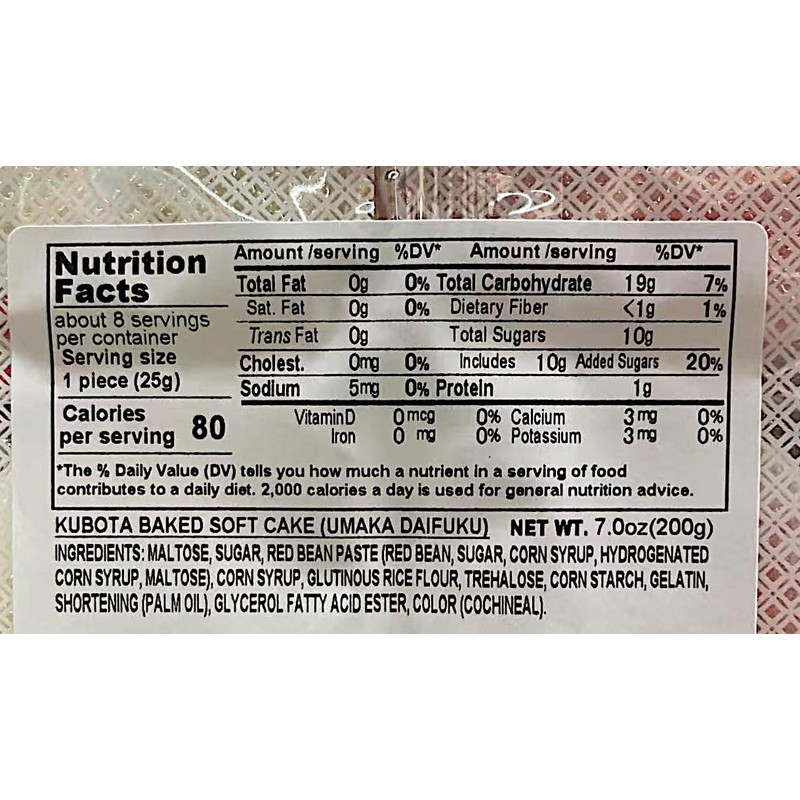 Nutrition
Facts
about 8 servings
per container
Serving size
1 piece (25g)
Calories
per serving 80
Amount /serving %DV* Amount /serving %DV*
Total Fat 0g 0% Total Carbohydrate 19g 7%
Sat. Fat 0g 0% Dietary Fiber <1g 1%
Trans Fat 0g Total Sugars 10g
Cholest. 0mg 0% Includes 10g Added Sugars 20%
Sodium 5mg 0% Protein 1g
VitaminD 0 mcg 0% Calcium 3 mg 0%
Iron 0 mg 0% Potassium 3 mg 0%
*The % Daily Value (DV) tells you how much a nutrient in a serving of food
contributes to a daily diet. 2,000 calories a day is used for general nutrition advice.
KUBOTA BAKED SOFT CAKE (UMAKA DAIFUKU) NET WT. 7.0oz(200g)
INGREDIENTS: MALTOSE, SUGAR, RED BEAN PASTE (RED BEAN, SUGAR, CORN SYRUP, HYDROGENATED
CORN SYRUP, MALTOSE), CORN SYRUP, GLUTINOUS RICE FLOUR, TREHALOSE, CORN STARCH, GELATIN,
SHORTENING (PALM OIL), GLYCEROL FATTY ACID ESTER, COLOR (COCHINEAL).